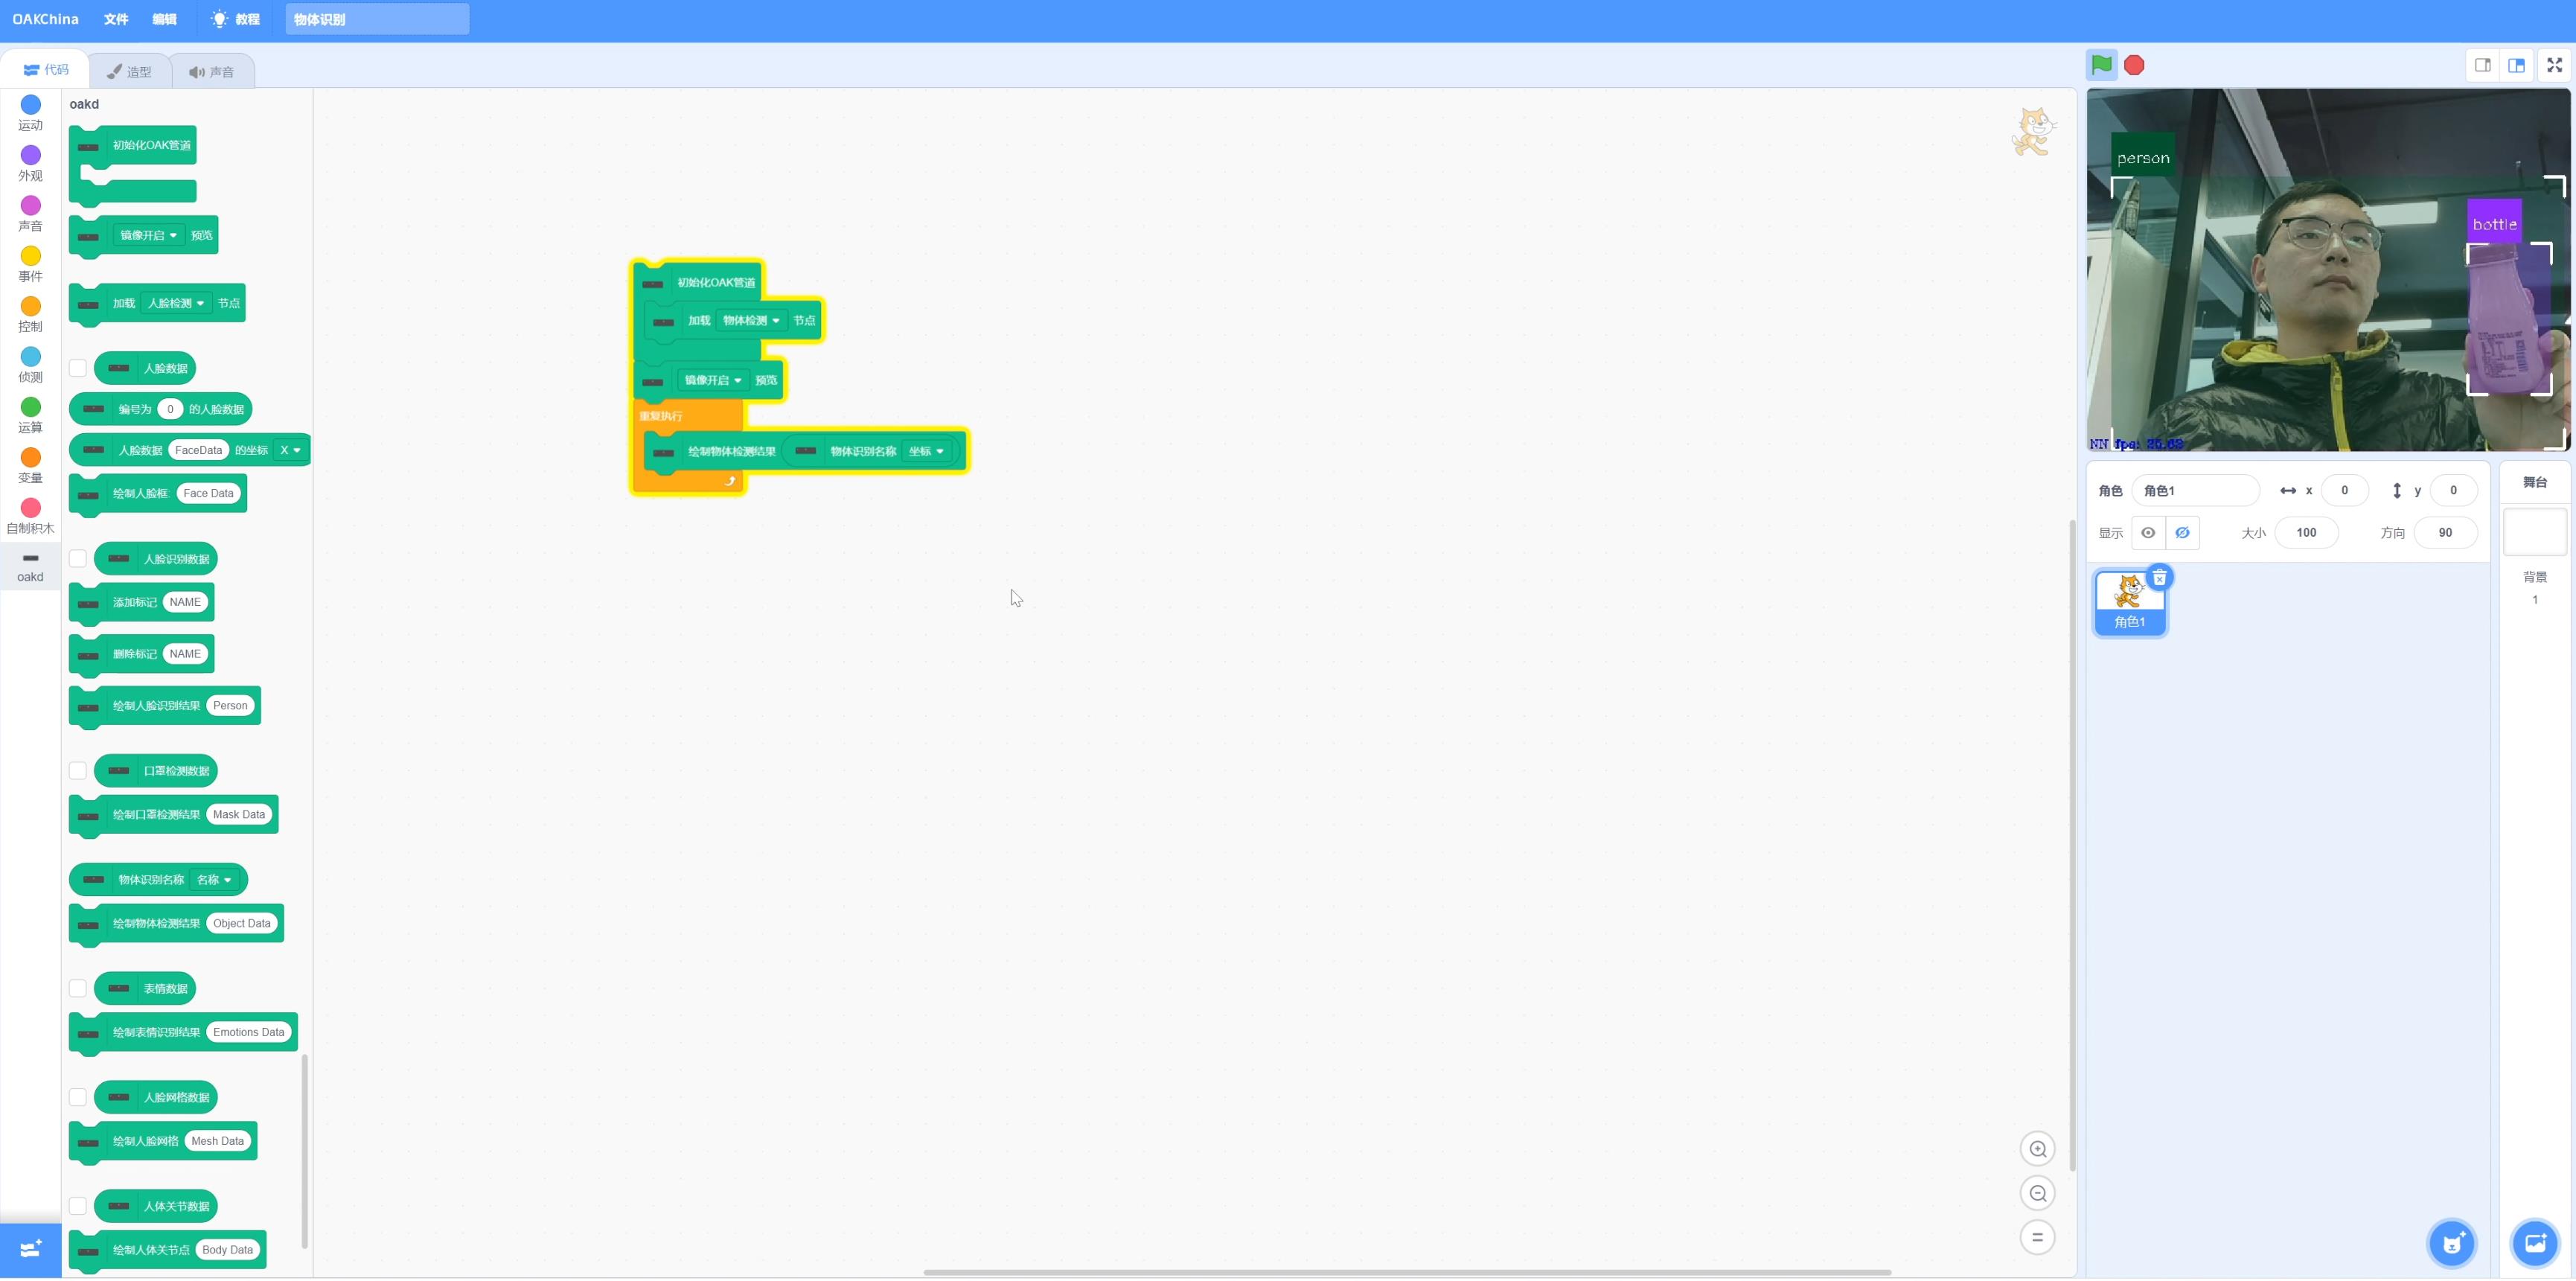 OAKChina 文件 编辑 教程 物体识别
代码 造型 声音
运动
外观
声音
事件
控制
侦测
运算
变量
自制积木
oakd
oakd
初始化OAK管道
镜像开启 预览
加载 人脸检测 节点
人脸数据
编号为 0 的人脸数据
人脸数据 FaceData 的坐标 X
绘制人脸框 Face Data
人脸识别数据
添加标记 NAME
删除标记 NAME
绘制人脸识别结果 Person
口罩检测数据
绘制口罩检测结果 Mask Data
物体识别名称 名称
绘制物体检测结果 Object Data
表情数据
绘制表情识别结果 Emotions Data
人脸网格数据
绘制人脸网格 Mesh Data
人体关节数据
绘制人体关节点 Body Data
初始化OAK管道
加载 物体检测 节点
镜像开启 预览
重复执行
绘制物体检测结果 物体识别名称 坐标
person
bottle
NN fps: 25.62
角色 角色1 x 0 y 0
显示 大小 100 方向 90
角色1
舞台
背景
1